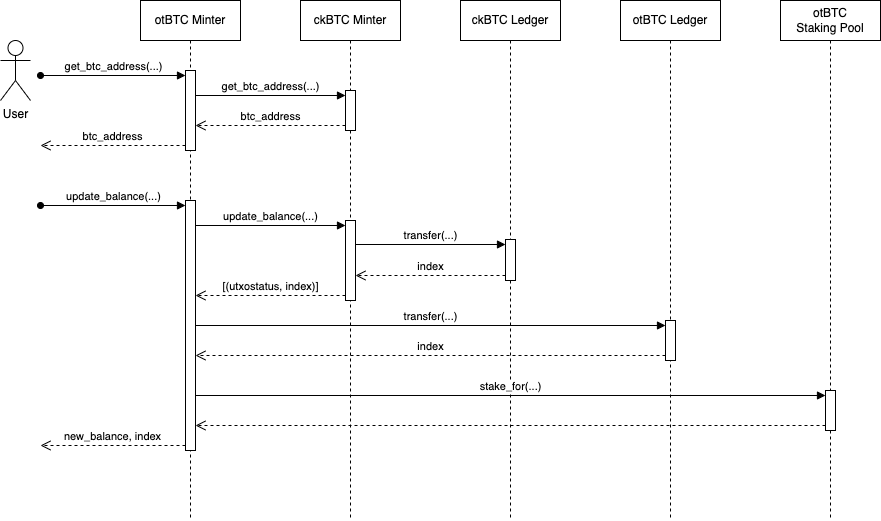 otBTC Minter
ckBTC Minter
ckBTC Ledger
otBTC Ledger
otBTC
Staking Pool
User
get_btc_address(...)
get_btc_address(...)
btc_address
btc_address
update_balance(...)
update_balance(...)
transfer(...)
index
[(utxostatus, index)]
transfer(...)
index
stake_for(...)
new_balance, index